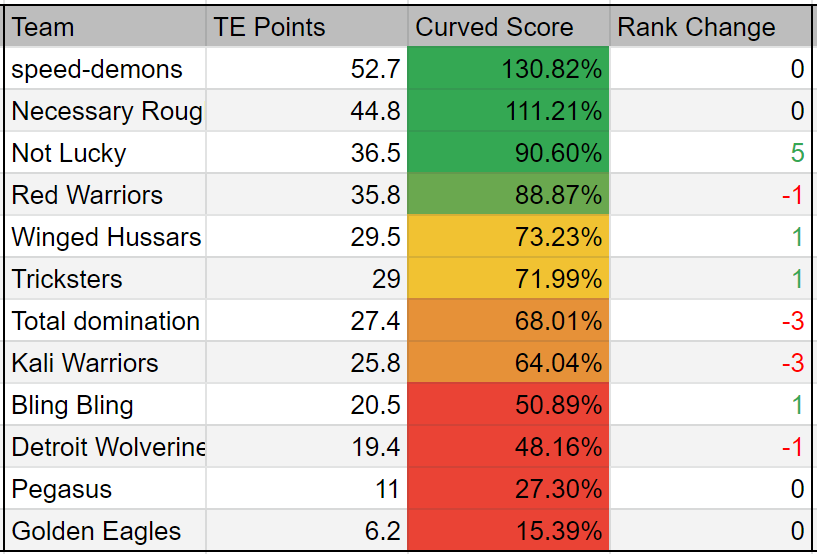 Team TE Points Curved Score Rank Change
speed-demons 52.7 130.82% 0
Necessary Roug 44.8 111.21% 0
Not Lucky 36.5 90.60% 5
Red Warriors 35.8 88.87% -1
Winged Hussars 29.5 73.23% 1
Tricksters 29 71.99% 1
Total domination 27.4 68.01% -3
Kali Warriors 25.8 64.04% -3
Bling Bling 20.5 50.89% 1
Detroit Wolverine 19.4 48.16% -1
Pegasus 11 27.30% 0
Golden Eagles 6.2 15.39% 0